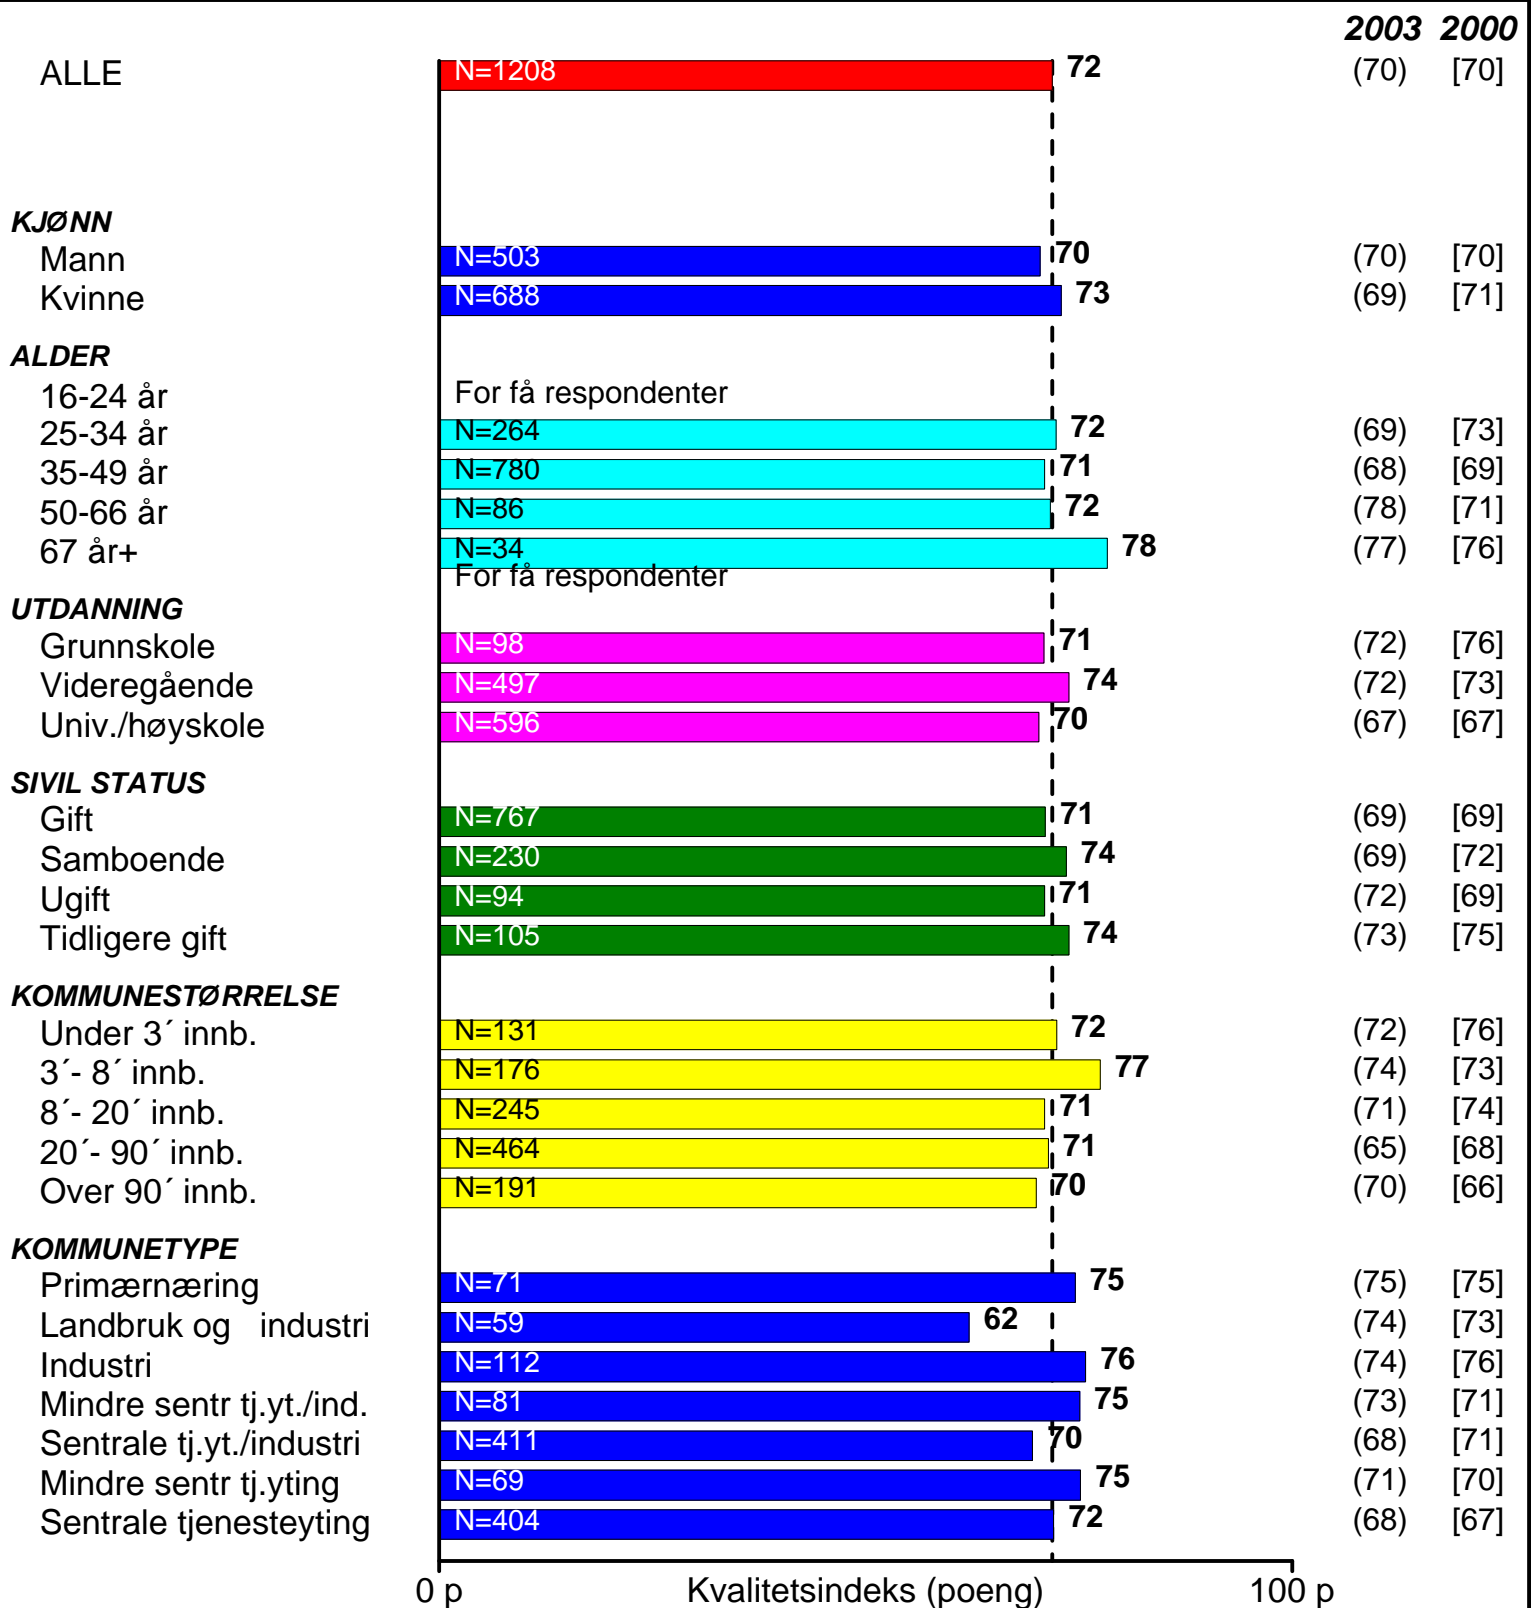 2003 2000
ALLE N=1208 72 (70) [70]
KJØNN
Mann N=503 70 (70) [70]
Kvinne N=688 73 (69) [71]
ALDER
16-24 år For få respondenter
25-34 år N=264 72 (69) [73]
35-49 år N=780 71 (68) [69]
50-66 år N=86 72 (78) [71]
67 år+ N=34 78 (77) [76]
For få respondenter
UTDANNING
Grunnskole N=98 71 (72) [76]
Videregående N=497 74 (72) [73]
Univ./høyskole N=596 70 (67) [67]
SIVIL STATUS
Gift N=767 71 (69) [69]
Samboende N=230 74 (69) [72]
Ugift N=94 71 (72) [69]
Tidligere gift N=105 74 (73) [75]
KOMMUNESTØRRELSE
Under 3´ innb. N=131 72 (72) [76]
3´- 8´ innb. N=176 77 (74) [73]
8´- 20´ innb. N=245 71 (71) [74]
20´- 90´ innb. N=464 71 (65) [68]
Over 90´ innb. N=191 70 (70) [66]
KOMMUNETYPE
Primærnæring N=71 75 (75) [75]
Landbruk og industri N=59 62 (74) [73]
Industri N=112 76 (74) [76]
Mindre sentr tj.yt./ind. N=81 75 (73) [71]
Sentrale tj.yt./industri N=411 70 (68) [71]
Mindre sentr tj.yting N=69 75 (71) [70]
Sentrale tjenesteyting N=404 72 (68) [67]
0 p Kvalitetsindeks (poeng) 100 p